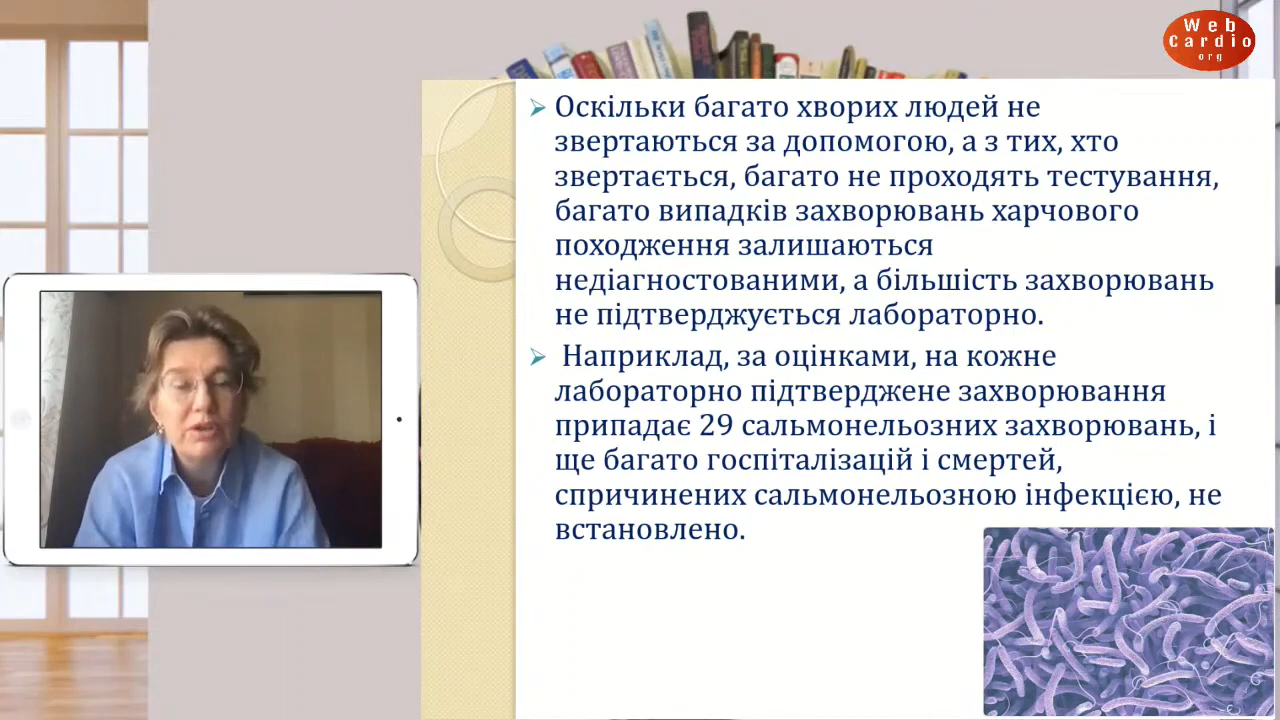 Web
Cardio
org
Оскільки багато хворих людей не
звертаються за допомогою, а з тих, хто
звертається, багато не проходять тестування,
багато випадків захворювань харчового
походження залишаються
недіагностованими, а більшість захворювань
не підтверджується лабораторно.
Наприклад, за оцінками, на кожне
лабораторно підтверджене захворювання
припадає 29 сальмонельозних захворювань, і
ще багато госпіталізацій і смертей,
спричинених сальмонельозною інфекцією, не
встановлено.